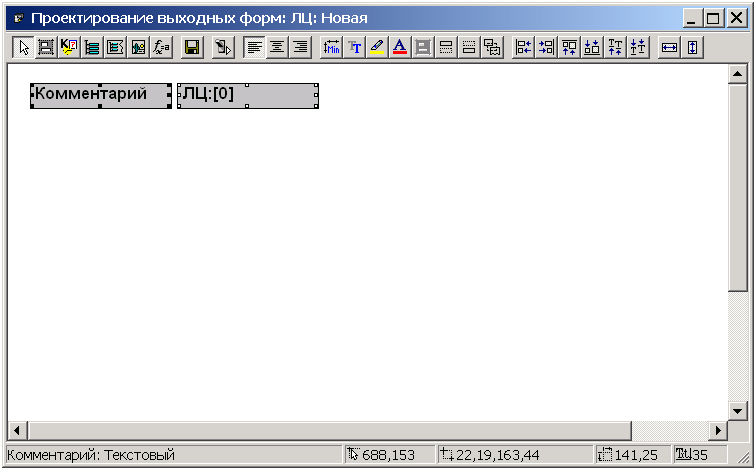 Проектирование выходных форм: ЛЦ: Новая
Комментарий ЛЦ:[0]
Комментарий: Текстовый 688,153 22,19,163,44 141,25 35